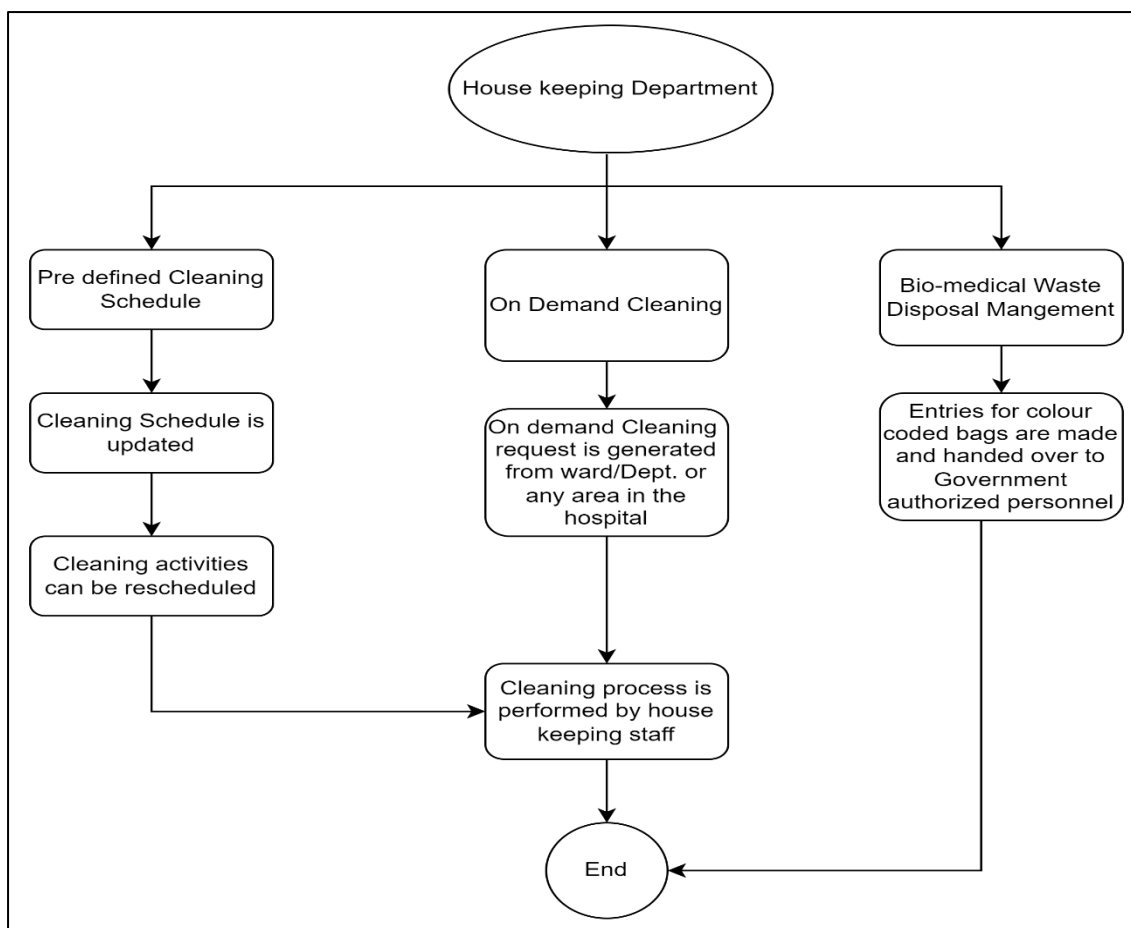 House keeping Department
Pre defined Cleaning
Schedule
On Demand Cleaning
Bio-medical Waste
Disposal Mangement
Cleaning Schedule is
updated
On demand Cleaning
request is generated
from ward/Dept. or
any area in the
hospital
Entries for colour
coded bags are made
and handed over to
Government
authorized personnel
Cleaning activities
can be rescheduled
Cleaning process is
performed by house
keeping staff
End